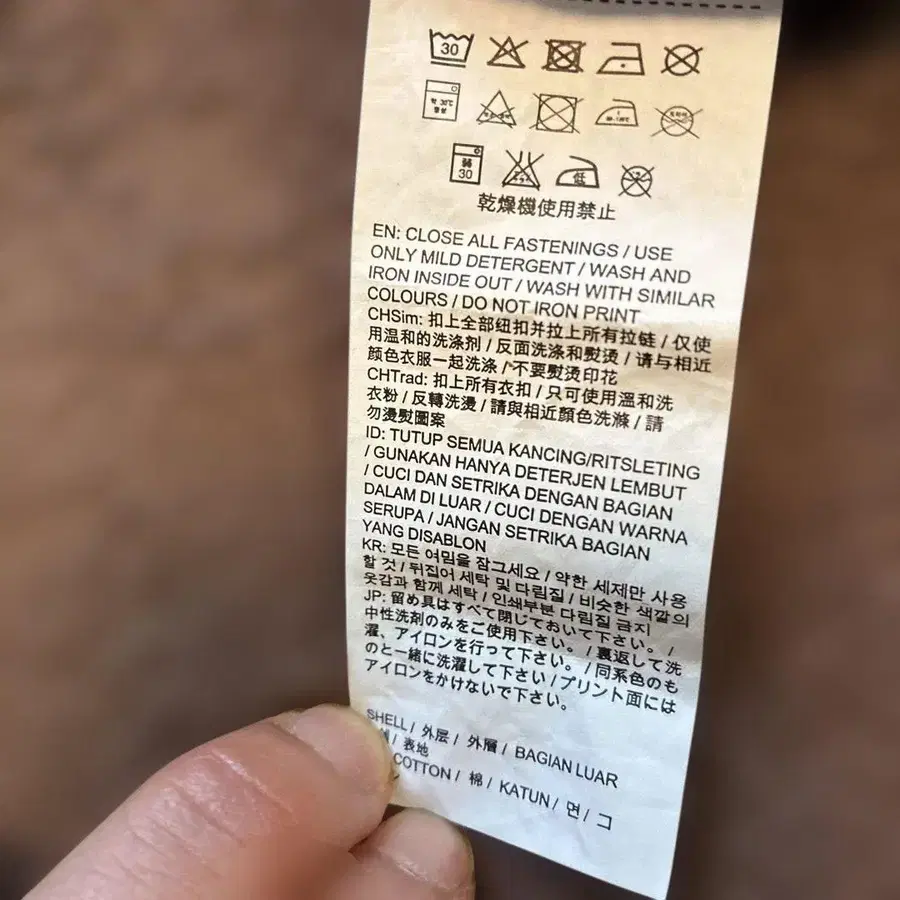 30
30
低
乾燥機使用禁止
EN: CLOSE ALL FASTENINGS / USE
ONLY MILD DETERGENT / WASH AND
IRON INSIDE OUT / WASH WITH SIMILAR
COLOURS / DO NOT IRON PRINT
CHSim: 扣上全部纽扣并拉上所有拉链 / 仅使
用温和的洗涤剂 / 反面洗涤和熨烫 / 请与相近
颜色衣服一起洗涤 / 不要熨烫印花
CHTrad: 扣上所有衣扣 / 只可使用溫和洗
衣粉 / 反轉洗燙 / 請與相近顏色洗滌 / 請
勿燙熨圖案
ID: TUTUP SEMUA KANCING/RITSLETING
/ GUNAKAN HANYA DETERJEN LEMBUT
/ CUCI DAN SETRIKA DENGAN BAGIAN
DALAM DI LUAR / CUCI DENGAN WARNA
SERUPA / JANGAN SETRIKA BAGIAN
YANG DISABLON
KR: 모든 여밈을 잠그세요 / 약한 세제만 사용
할 것 / 뒤집어 세탁 및 다림질 / 비슷한 색깔의
옷감과 함께 세탁 / 인쇄부분 다림질 금지
JP: 留め具はすべて閉じておいて下さい。 /
中性洗剤のみをご使用下さい。 / 裏返して洗
濯、アイロンを行って下さい。 / 同系色のも
のと一緒に洗濯して下さい / プリント面には
アイロンをかけないで下さい。
SHELL / 外层 / 外層 / BAGIAN LUAR
/ 表地
COTTON / 棉 / KATUN / 면 / コ